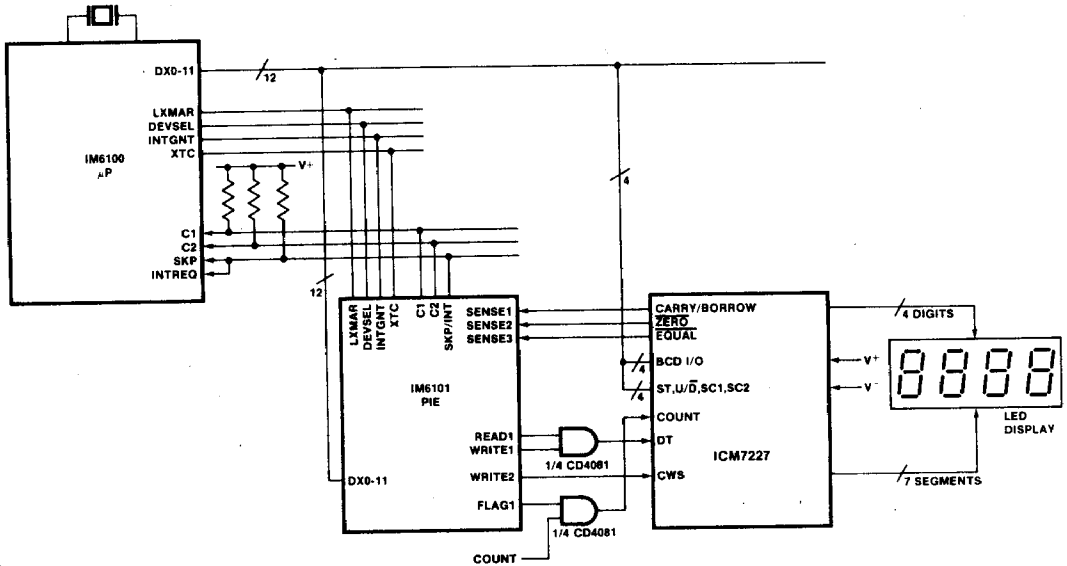 DX0-11
12
LXMAR
DEVSEL
INTGNT
XTC
IM6100
µP
V+
C1
C2
SKP
INTREQ
12
4
LXMAR
DEVSEL
INTGNT
XTC
C1
C2
SKP/INT
SENSE1
SENSE2
SENSE3
IM6101
PIE
READ1
WRITE1
WRITE2
DX0-11
FLAG1
1/4 CD4081
1/4 CD4081
COUNT
CARRY/BORROW
ZERO
EQUAL
4
BCD I/O
4
ST,U/D̅,SC1,SC2
COUNT
DT
CWS
ICM7227
4 DIGITS
V+
V-
8888
LED
DISPLAY
7 SEGMENTS